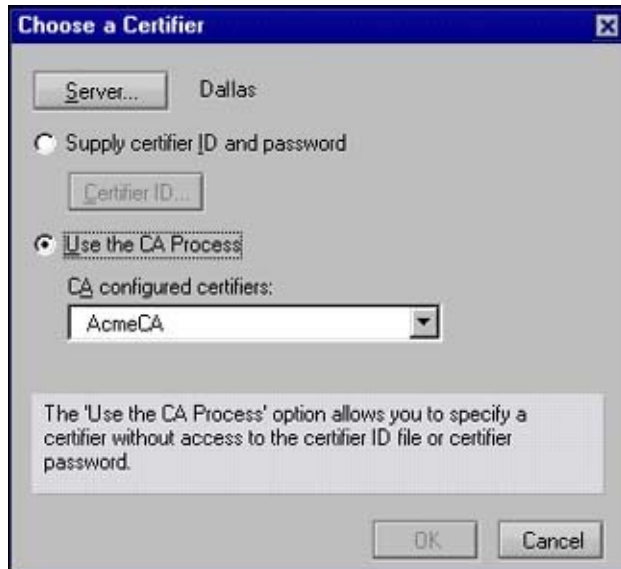 Choose a Certifier
Server...
Dallas
Supply certifier ID and password
Certifier ID...
Use the CA Process
CA configured certifiers:
AcmeCA
The 'Use the CA Process' option allows you to specify a
certifier without access to the certifier ID file or certifier
password.
OK
Cancel